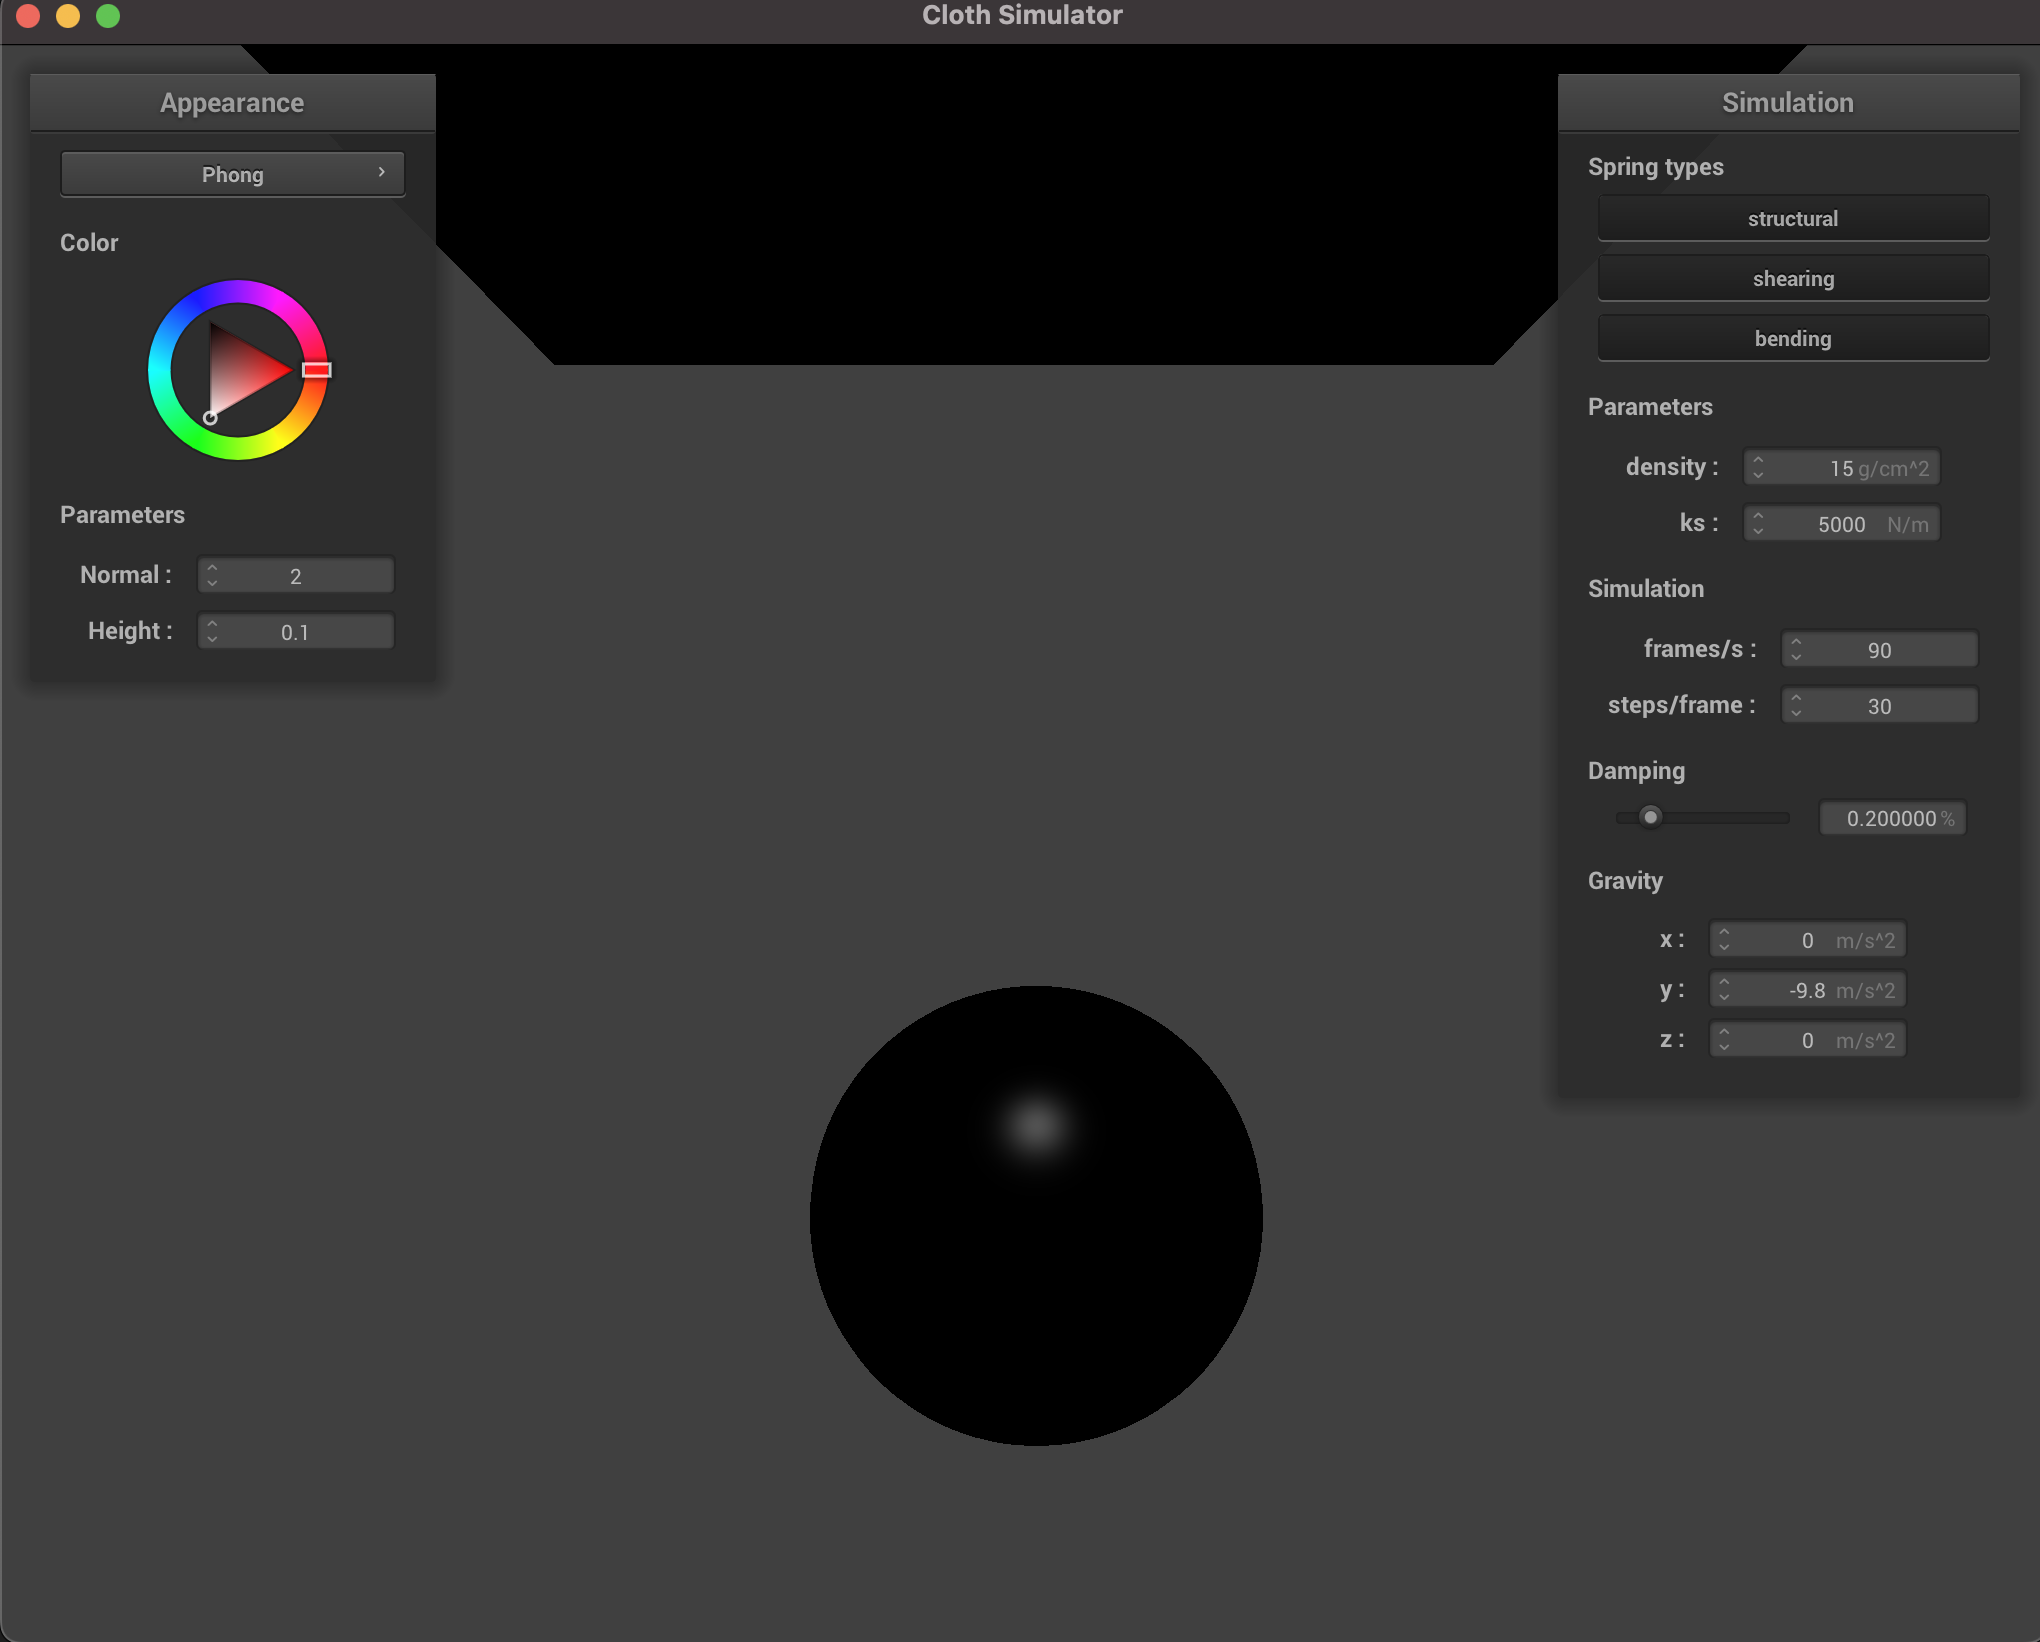 Cloth Simulator
Appearance
Phong
Color
Parameters
Normal : 2
Height : 0.1
Simulation
Spring types
structural
shearing
bending
Parameters
density : 15 g/cm^2
ks : 5000 N/m
Simulation
frames/s : 90
steps/frame : 30
Damping
0.200000 %
Gravity
x : 0 m/s^2
y : -9.8 m/s^2
z : 0 m/s^2